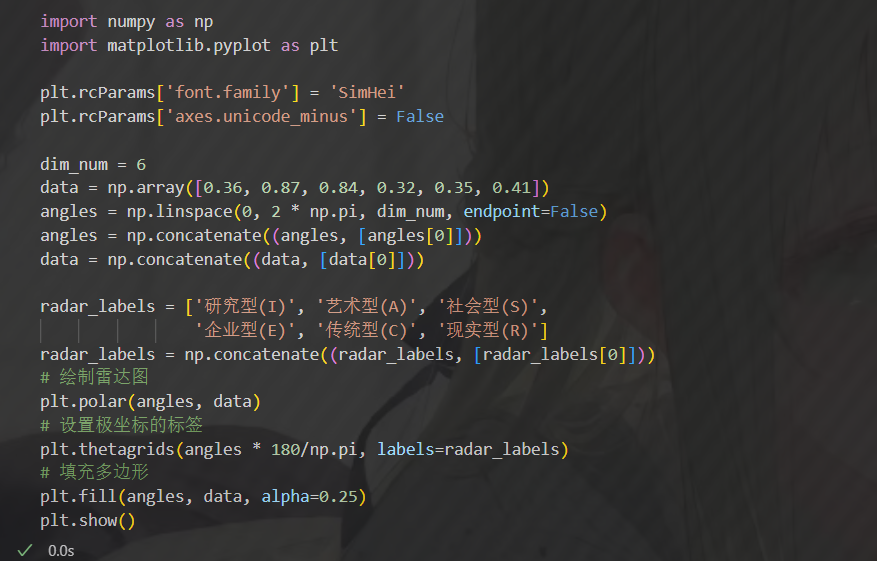 import numpy as np
import matplotlib.pyplot as plt
plt.rcParams['font.family'] = 'SimHei'
plt.rcParams['axes.unicode_minus'] = False
dim_num = 6
data = np.array([0.36, 0.87, 0.84, 0.32, 0.35, 0.41])
angles = np.linspace(0, 2 * np.pi, dim_num, endpoint=False)
angles = np.concatenate((angles, [angles[0]]))
data = np.concatenate((data, [data[0]]))
radar_labels = ['研究型(I)', '艺术型(A)', '社会型(S)',
'企业型(E)', '传统型(C)', '现实型(R)']
radar_labels = np.concatenate((radar_labels, [radar_labels[0]]))
# 绘制雷达图
plt.polar(angles, data)
# 设置极坐标的标签
plt.thetagrids(angles * 180/np.pi, labels=radar_labels)
# 填充多边形
plt.fill(angles, data, alpha=0.25)
plt.show()
0.0s